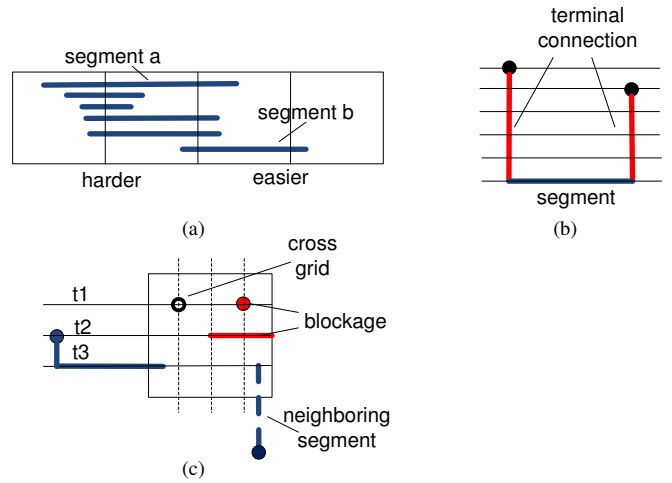 segment a
segment b
harder
easier
(a)
terminal
connection
segment
(b)
cross
grid
t1
t2
t3
blockage
neighboring
segment
(c)